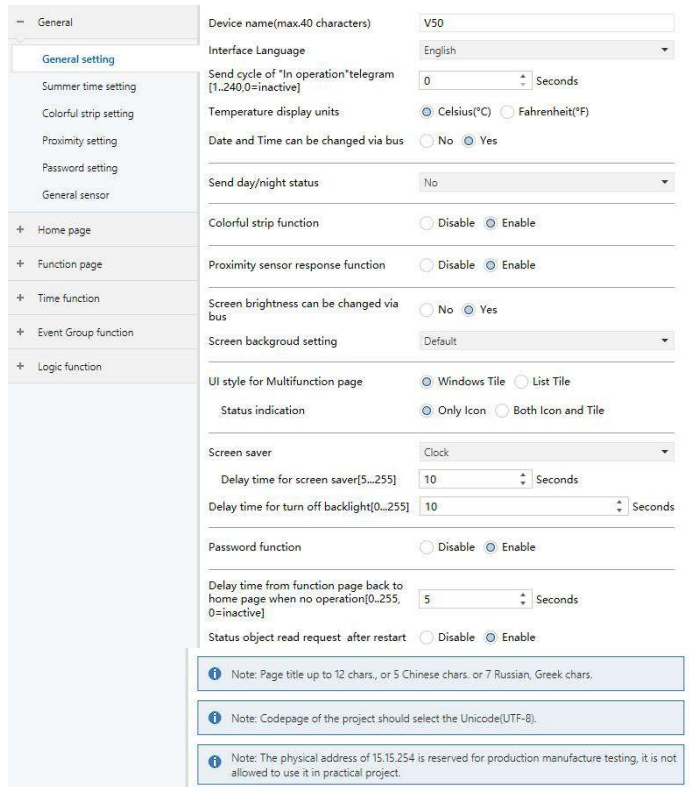 General
General setting
Summer time setting
Colorful strip setting
Proximity setting
Password setting
General sensor
Home page
Function page
Time function
Event Group function
Logic function
Device name(max.40 characters) V50
Interface Language English
Send cycle of "In operation"telegram
[1..240,0=inactive] 0 Seconds
Temperature display units Celsius(°C) Fahrenheit(°F)
Date and Time can be changed via bus No Yes
Send day/night status No
Colorful strip function Disable Enable
Proximity sensor response function Disable Enable
Screen brightness can be changed via
bus No Yes
Screen backgroud setting Default
UI style for Multifunction page Windows Tile List Tile
Status indication Only Icon Both Icon and Tile
Screen saver Clock
Delay time for screen saver[5...255] 10 Seconds
Delay time for turn off backlight[0...255] 10 Seconds
Password function Disable Enable
Delay time from function page back to
home page when no operation[0..255,
0=inactive] 5 Seconds
Status object read request after restart Disable Enable
Note: Page title up to 12 chars., or 5 Chinese chars. or 7 Russian, Greek chars.
Note: Codepage of the project should select the Unicode(UTF-8).
Note: The physical address of 15.15.254 is reserved for production manufacture testing, it is not
allowed to use it in practical project.